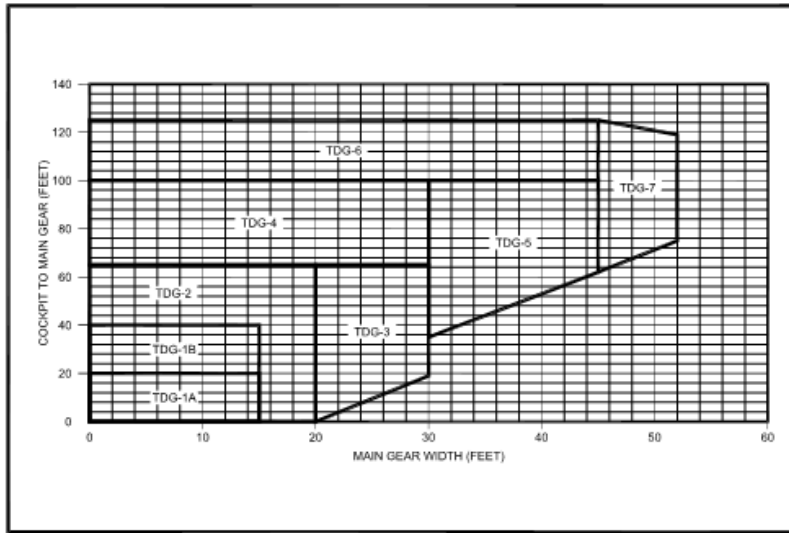 140
120
100
80
60
40
20
0
COCKPIT TO MAIN GEAR (FEET)
TDG-6
TDG-7
TDG-4
TDG-5
TDG-2
TDG-3
TDG-1B
TDG-1A
0 10 20 30 40 50 60
MAIN GEAR WIDTH (FEET)